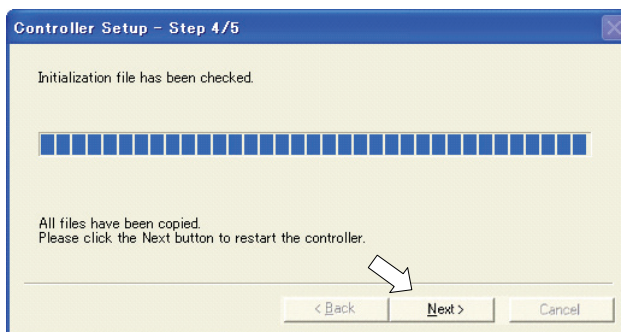 Controller Setup - Step 4/5
Initialization file has been checked.
All files have been copied.
Please click the Next button to restart the controller.
< Back
Next >
Cancel